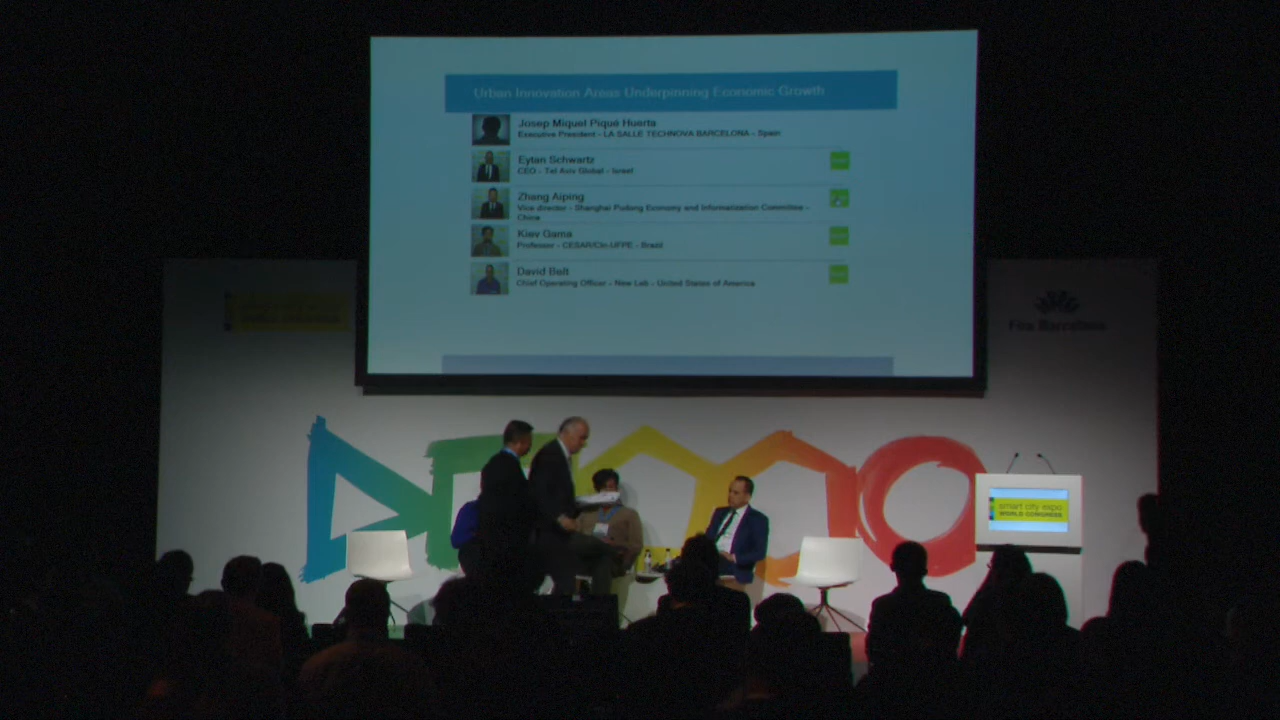 Urban Innovation Areas Underpinning Economic Growth
Josep Miquel Piqué Huerta
Executive President - LA SALLE TECHNOVA BARCELONA - Spain
Eytan Schwartz
CEO - Tel Aviv Global - Israel
Zhang Aiping
Vice director - Shanghai Pudong Economy and Informatization Committee -
China
Kiev Gama
Professor - CESAR/CIn-UFPE - Brazil
David Belt
Chief Operating Officer - New Lab - United States of America
Fira Barcelona
smart city expo
WORLD CONGRESS